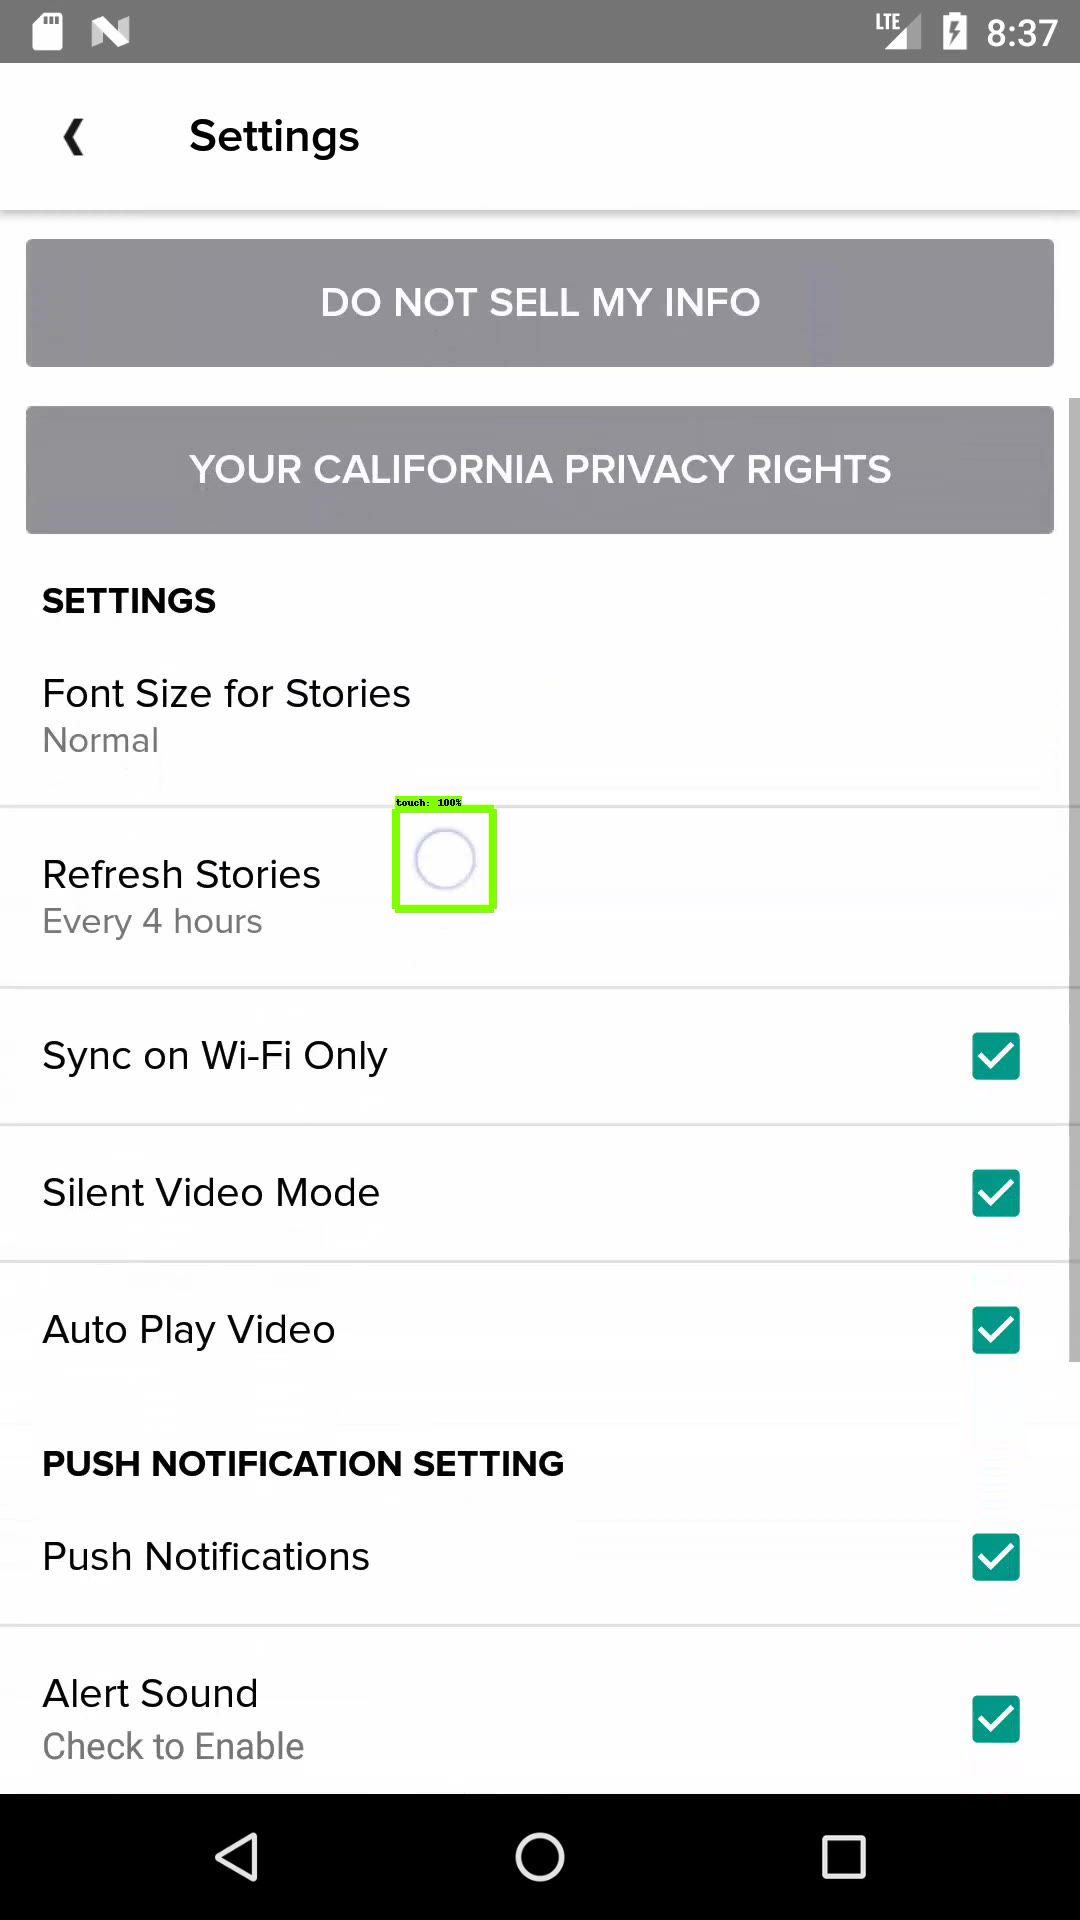 LTE 8:37
Settings
DO NOT SELL MY INFO
YOUR CALIFORNIA PRIVACY RIGHTS
SETTINGS
Font Size for Stories
Normal
touch: 100%
Refresh Stories
Every 4 hours
Sync on Wi-Fi Only
Silent Video Mode
Auto Play Video
PUSH NOTIFICATION SETTING
Push Notifications
Alert Sound
Check to Enable